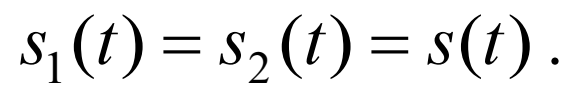 s₁(t) = s₂(t) = s(t) .